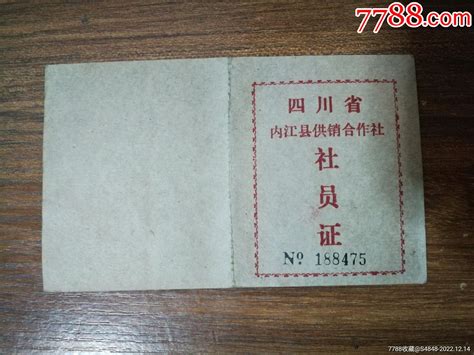 7788.com
四川省
内江县供销合作社
社
员
证
№ 188475
7788收藏@S4848-2022.12.14